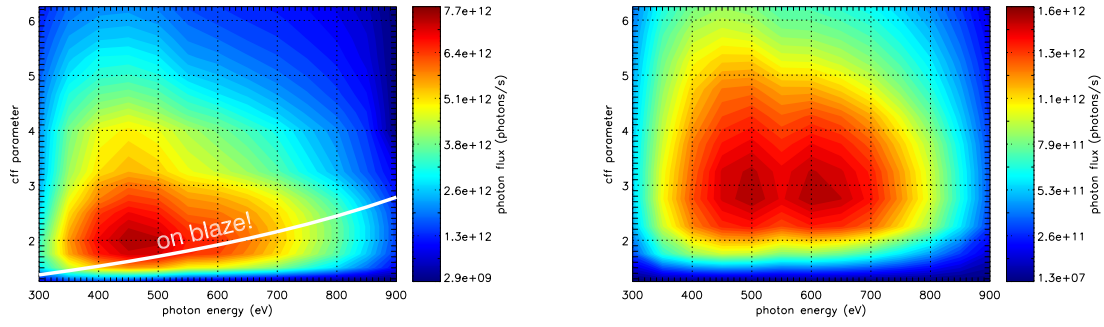 6
5
4
3
2
cff parameter
300 400 500 600 700 800 900
photon energy (eV)
on blaze!
7.7e+12
6.4e+12
5.1e+12
3.8e+12
2.6e+12
1.3e+12
2.9e+09
photon flux (photons/s)
6
5
4
3
2
cff parameter
300 400 500 600 700 800 900
photon energy (eV)
1.6e+12
1.3e+12
1.1e+12
7.9e+11
5.3e+11
2.6e+11
1.3e+07
photon flux (photons/s)